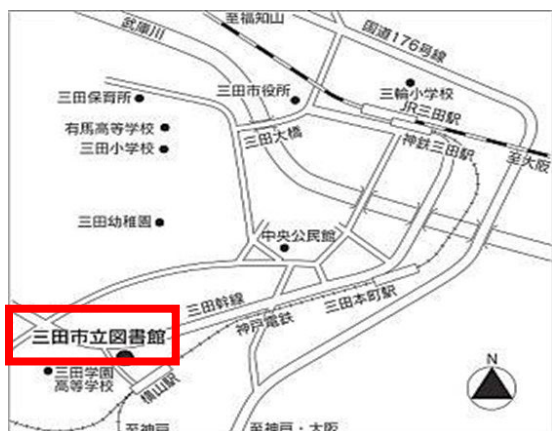 至福知山
国道176号線
武庫川
三田保育所
三田市役所
三輪小学校
JR三田駅
有馬高等学校
三田大橋
神鉄三田駅
三田小学校
至大阪
三田幼稚園
中央公民館
三田幹線
三田本町駅
神戸電鉄
三田市立図書館
三田学園
高等学校
横山駅
N
至神戸
至神戸・大阪